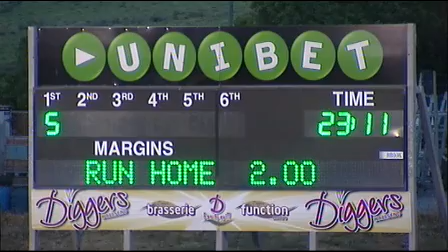 UNIBET
1ST 2ND 3RD 4TH 5TH 6TH TIME
5 23:11
MARGINS
RUN HOME 2.00
Diggers brasserie D function Diggers